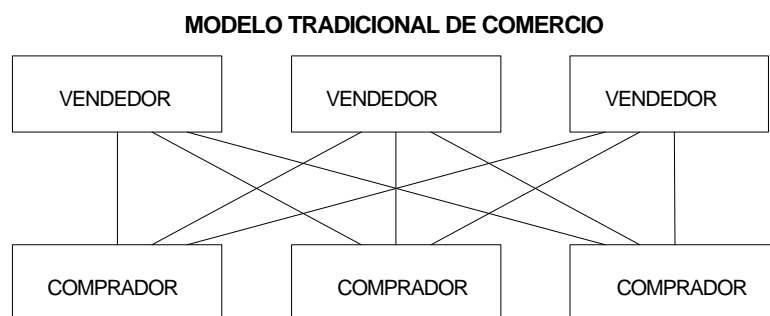 MODELO TRADICIONAL DE COMERCIO
VENDEDOR VENDEDOR VENDEDOR
COMPRADOR COMPRADOR COMPRADOR